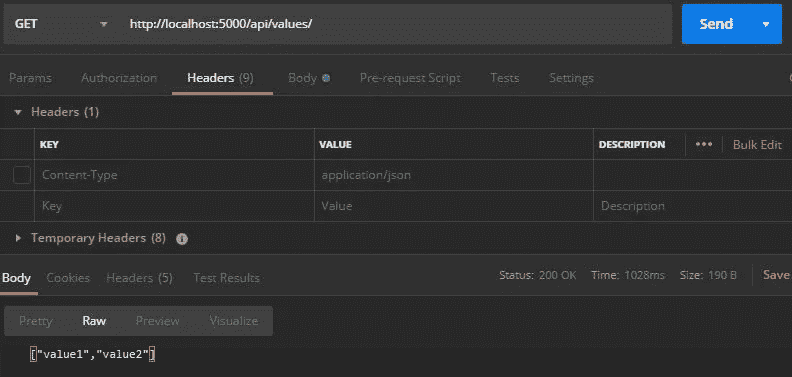 GET http://localhost:5000/api/values/ Send
Params Authorization Headers (9) Body Pre-request Script Tests Settings
Headers (1)
KEY VALUE DESCRIPTION ••• Bulk Edit
Content-Type application/json
Key Value Description
Temporary Headers (8) i
Body Cookies Headers (5) Test Results Status: 200 OK Time: 1028ms Size: 190 B Save
Pretty Raw Preview Visualize
["value1","value2"]